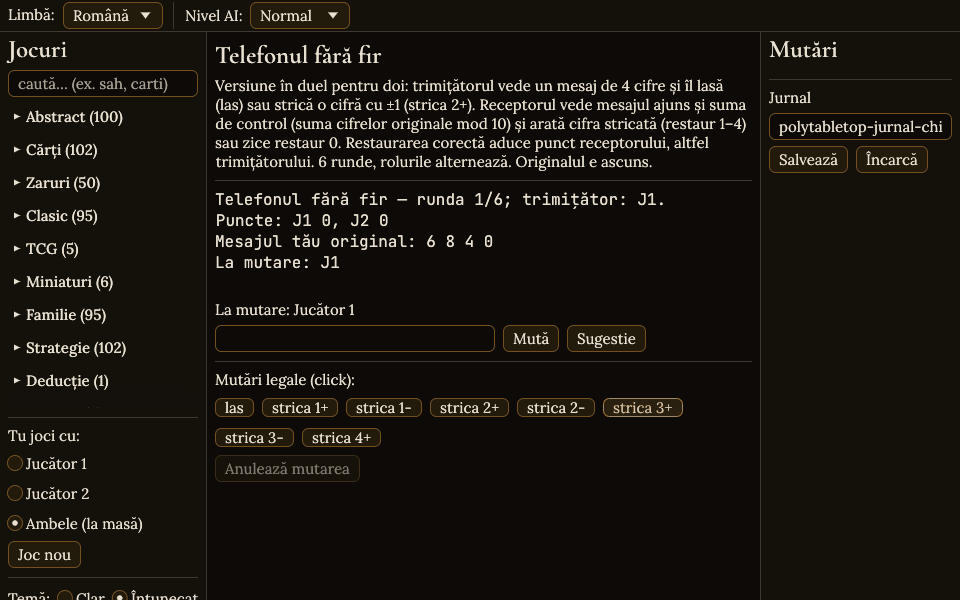 Limbă: Română ▼ Nivel AI: Normal ▼
Jocuri
caută... (ex. sah, carti)
▸ Abstract (100)
▸ Cărți (102)
▸ Zaruri (50)
▸ Clasic (95)
▸ TCG (5)
▸ Miniaturi (6)
▸ Familie (95)
▸ Strategie (102)
▸ Deducție (1)
Tu joci cu:
Jucător 1
Jucător 2
Ambele (la masă)
Joc nou
Temă: Clar Întunecat
Telefonul fără fir
Versiune în duel pentru doi: trimițătorul vede un mesaj de 4 cifre și îl lasă
(las) sau strică o cifră cu ±1 (strica 2+). Receptorul vede mesajul ajuns și suma
de control (suma cifrelor originale mod 10) și arată cifra stricată (restaur 1–4)
sau zice restaur 0. Restaurarea corectă aduce punct receptorului, altfel
trimițătorului. 6 runde, rolurile alternează. Originalul e ascuns.
Telefonul fără fir — runda 1/6; trimițător: J1.
Puncte: J1 0, J2 0
Mesajul tău original: 6 8 4 0
La mutare: J1
La mutare: Jucător 1
Mută Sugestie
Mutări legale (click):
las strica 1+ strica 1- strica 2+ strica 2- strica 3+
strica 3- strica 4+
Anulează mutarea
Mutări
Jurnal
polytabletop-jurnal-chi
Salvează Încarcă